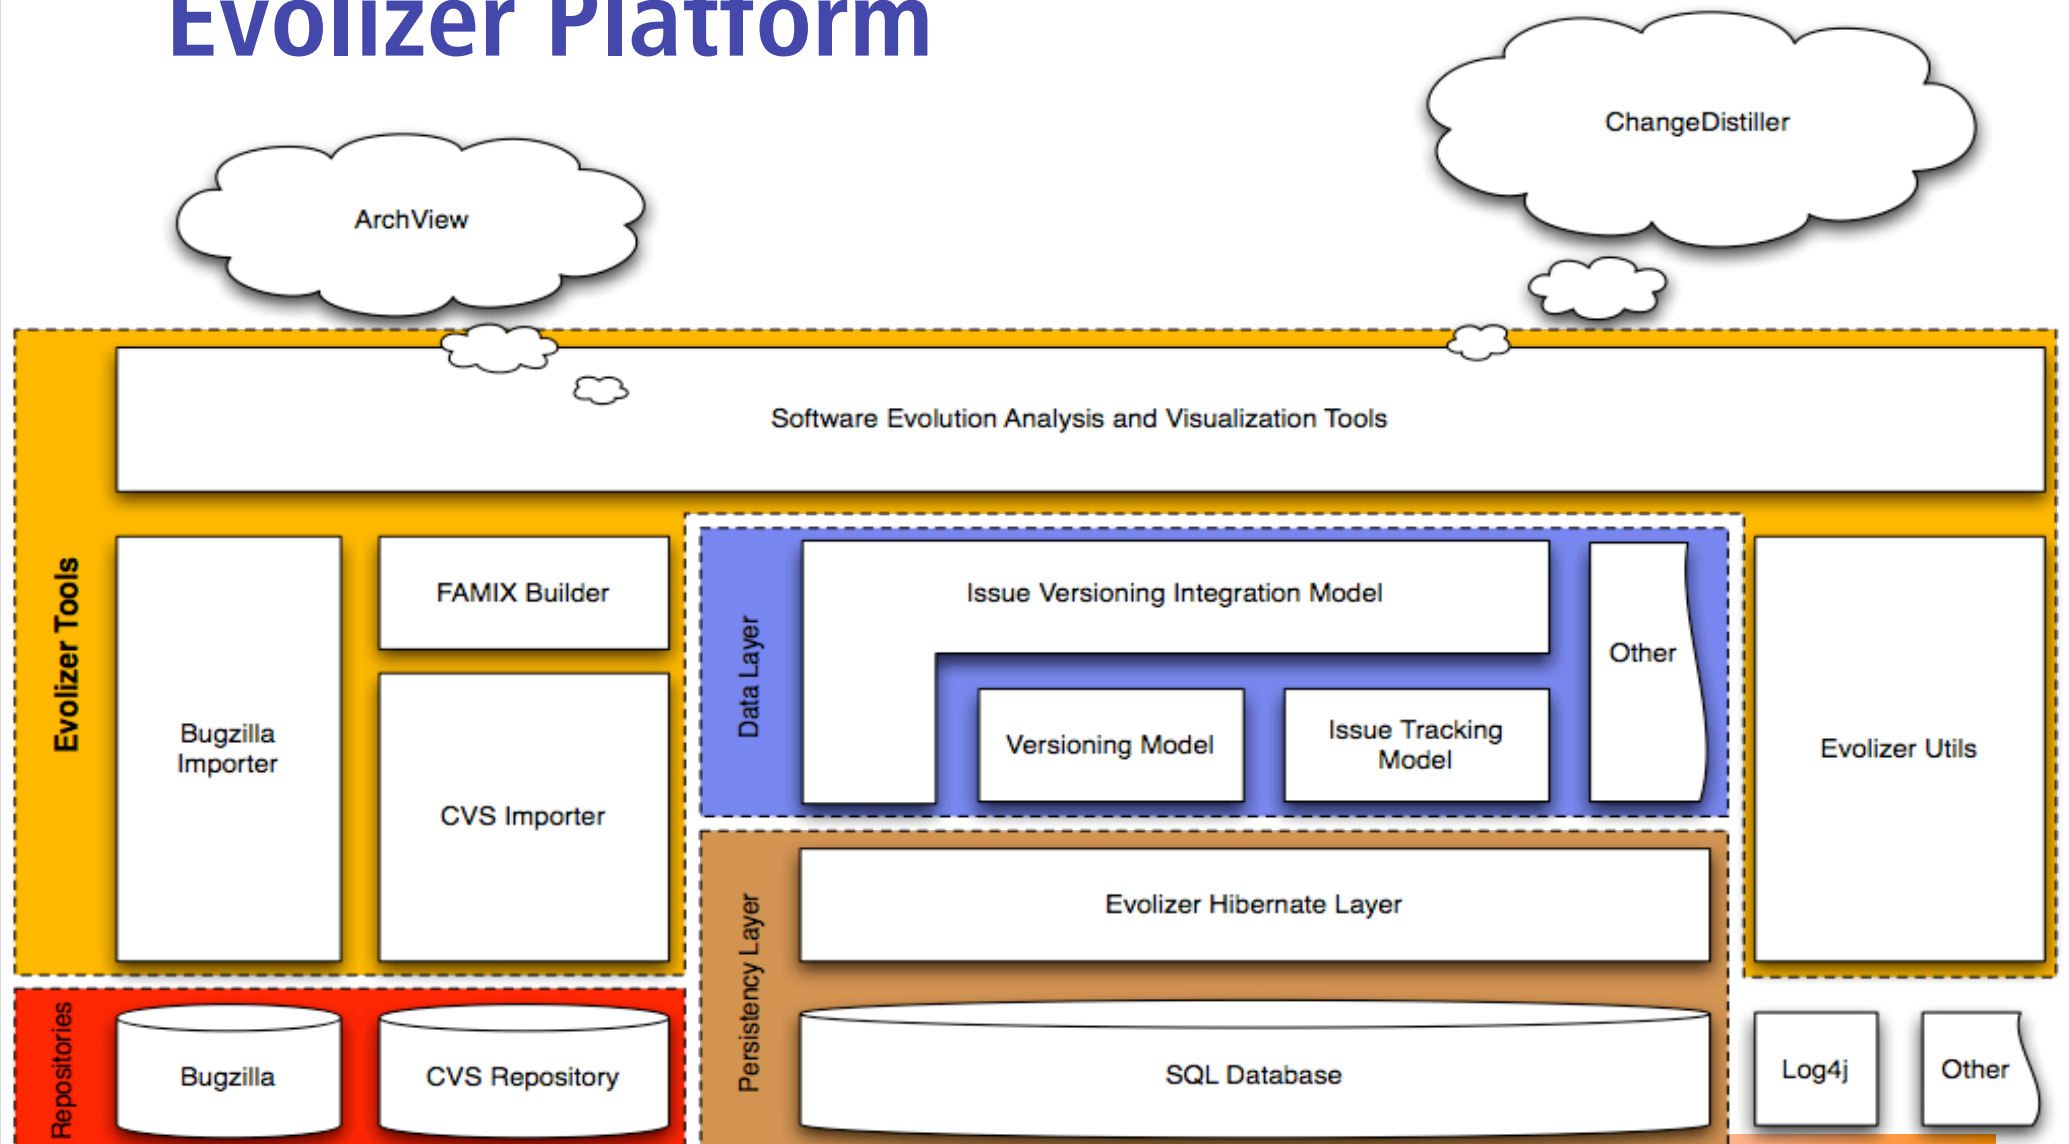 Evolizer Platform
ChangeDistiller
ArchView
Software Evolution Analysis and Visualization Tools
Evolizer Tools
Bugzilla
Importer
FAMIX Builder
CVS Importer
Data Layer
Issue Versioning Integration Model
Versioning Model
Issue Tracking
Model
Other
Evolizer Utils
Persistency Layer
Evolizer Hibernate Layer
SQL Database
Repositories
Bugzilla
CVS Repository
Log4j
Other